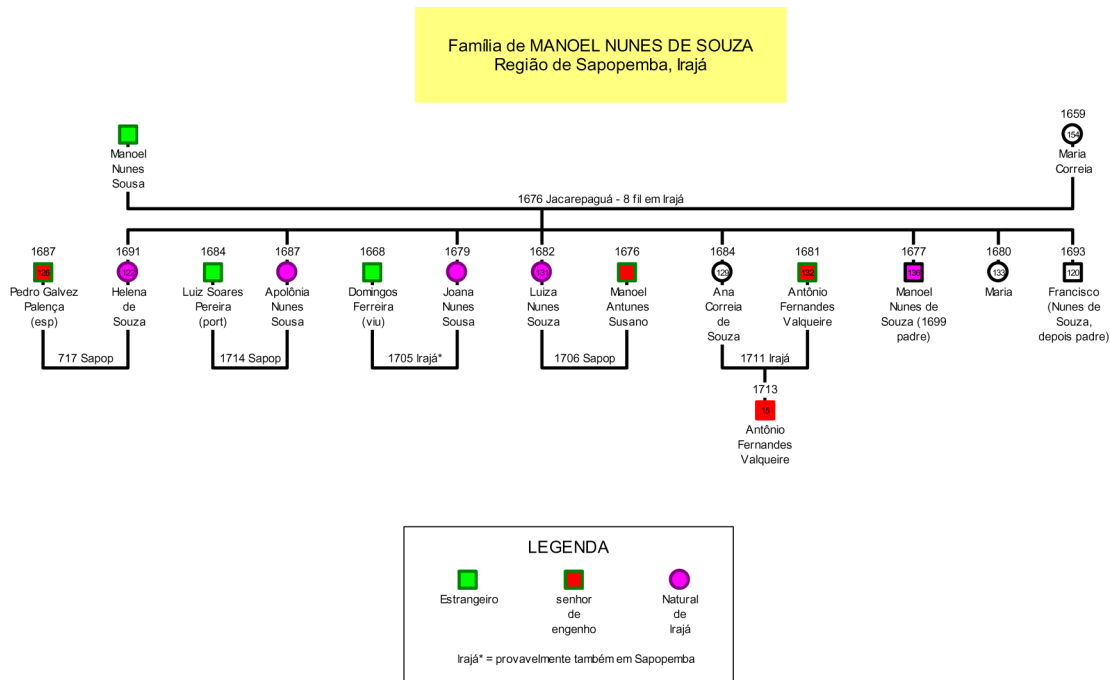 Família de MANOEL NUNES DE SOUZA
Região de Sapopemba, Irajá
Manoel
Nunes
Sousa
1659
154
Maria
Correia
1676 Jacarepaguá - 8 fil em Irajá
1687
126
Pedro Galvez
Palença
(esp)
1691
122
Helena
de
Souza
1684
Luiz Soares
Pereira
(port)
1687
Apolônia
Nunes
Sousa
1668
Domingos
Ferreira
(viu)
1679
Joana
Nunes
Sousa
1682
131
Luiza
Nunes
Souza
1676
Manoel
Antunes
Susano
1684
129
Ana
Correia
de
Souza
1681
132
Antônio
Fernandes
Valqueire
1677
136
Manoel
Nunes de
Souza (1699
padre)
1680
133
Maria
1693
120
Francisco
(Nunes de
Souza,
depois padre)
717 Sapop
1714 Sapop
1705 Irajá*
1706 Sapop
1711 Irajá
1713
15
Antônio
Fernandes
Valqueire
LEGENDA
Estrangeiro
senhor
de
engenho
Natural
de
Irajá
Irajá* = provavelmente também em Sapopemba